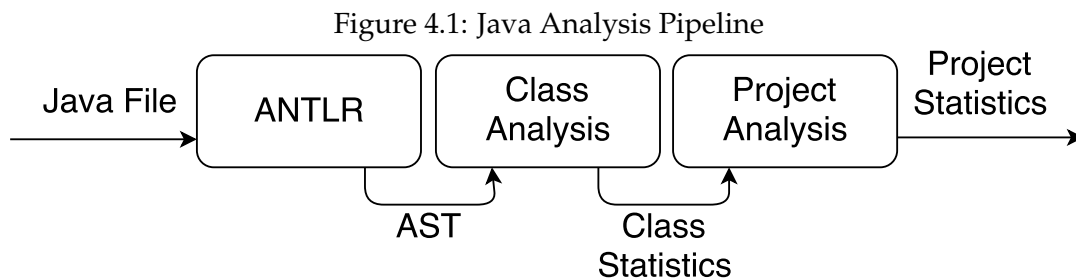 Figure 4.1: Java Analysis Pipeline
Java File
ANTLR
Class
Analysis
Project
Analysis
Project
Statistics
AST
Class
Statistics